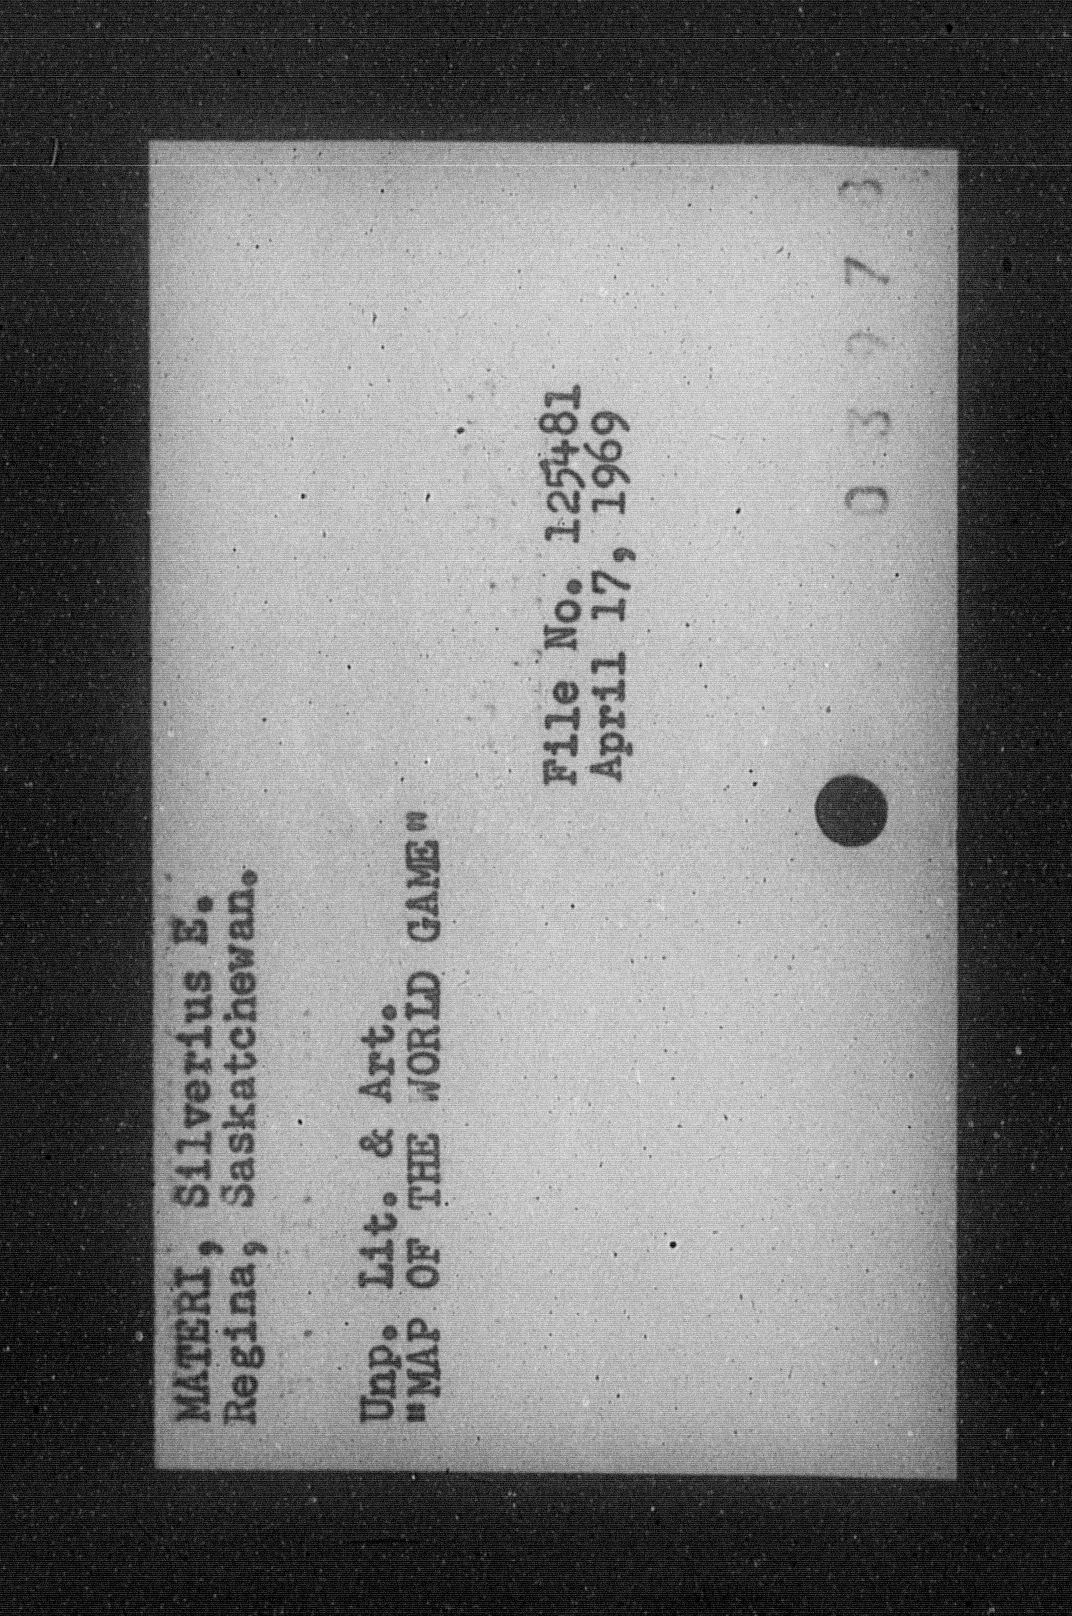 MATERI, Silverius E.
Regina, Saskatchewan.
Unp. Lit. & Art.
"MAP OF THE WORLD GAME"
File No. 125481
April 17, 1969